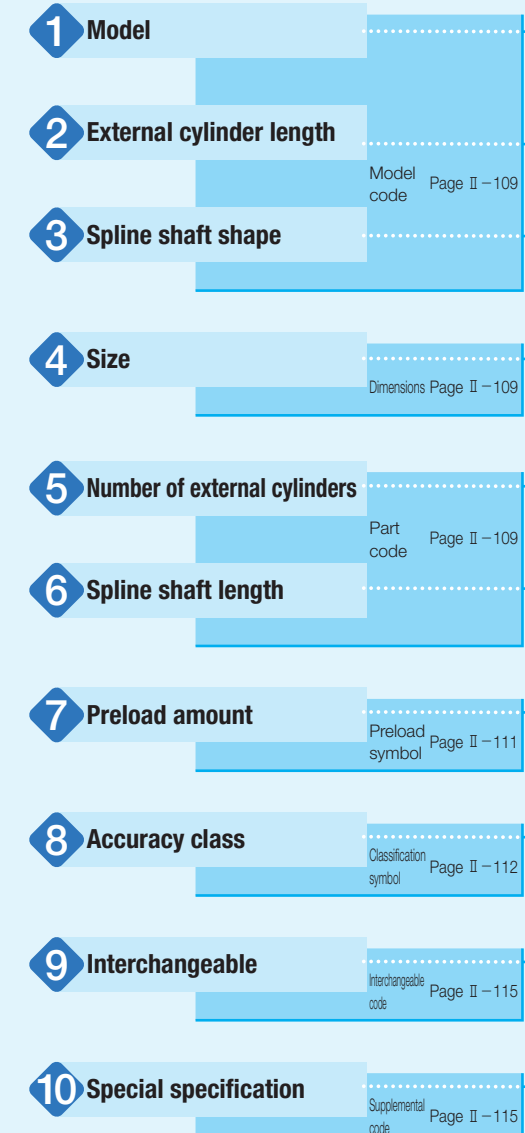 1 Model
2 External cylinder length
Model code Page Ⅱ－109
3 Spline shaft shape
4 Size
Dimensions Page Ⅱ－109
5 Number of external cylinders
Part code Page Ⅱ－109
6 Spline shaft length
7 Preload amount
Preload symbol Page Ⅱ－111
8 Accuracy class
Classification symbol Page Ⅱ－112
9 Interchangeable
Interchangeable code Page Ⅱ－115
10 Special specification
Supplemental code Page Ⅱ－115